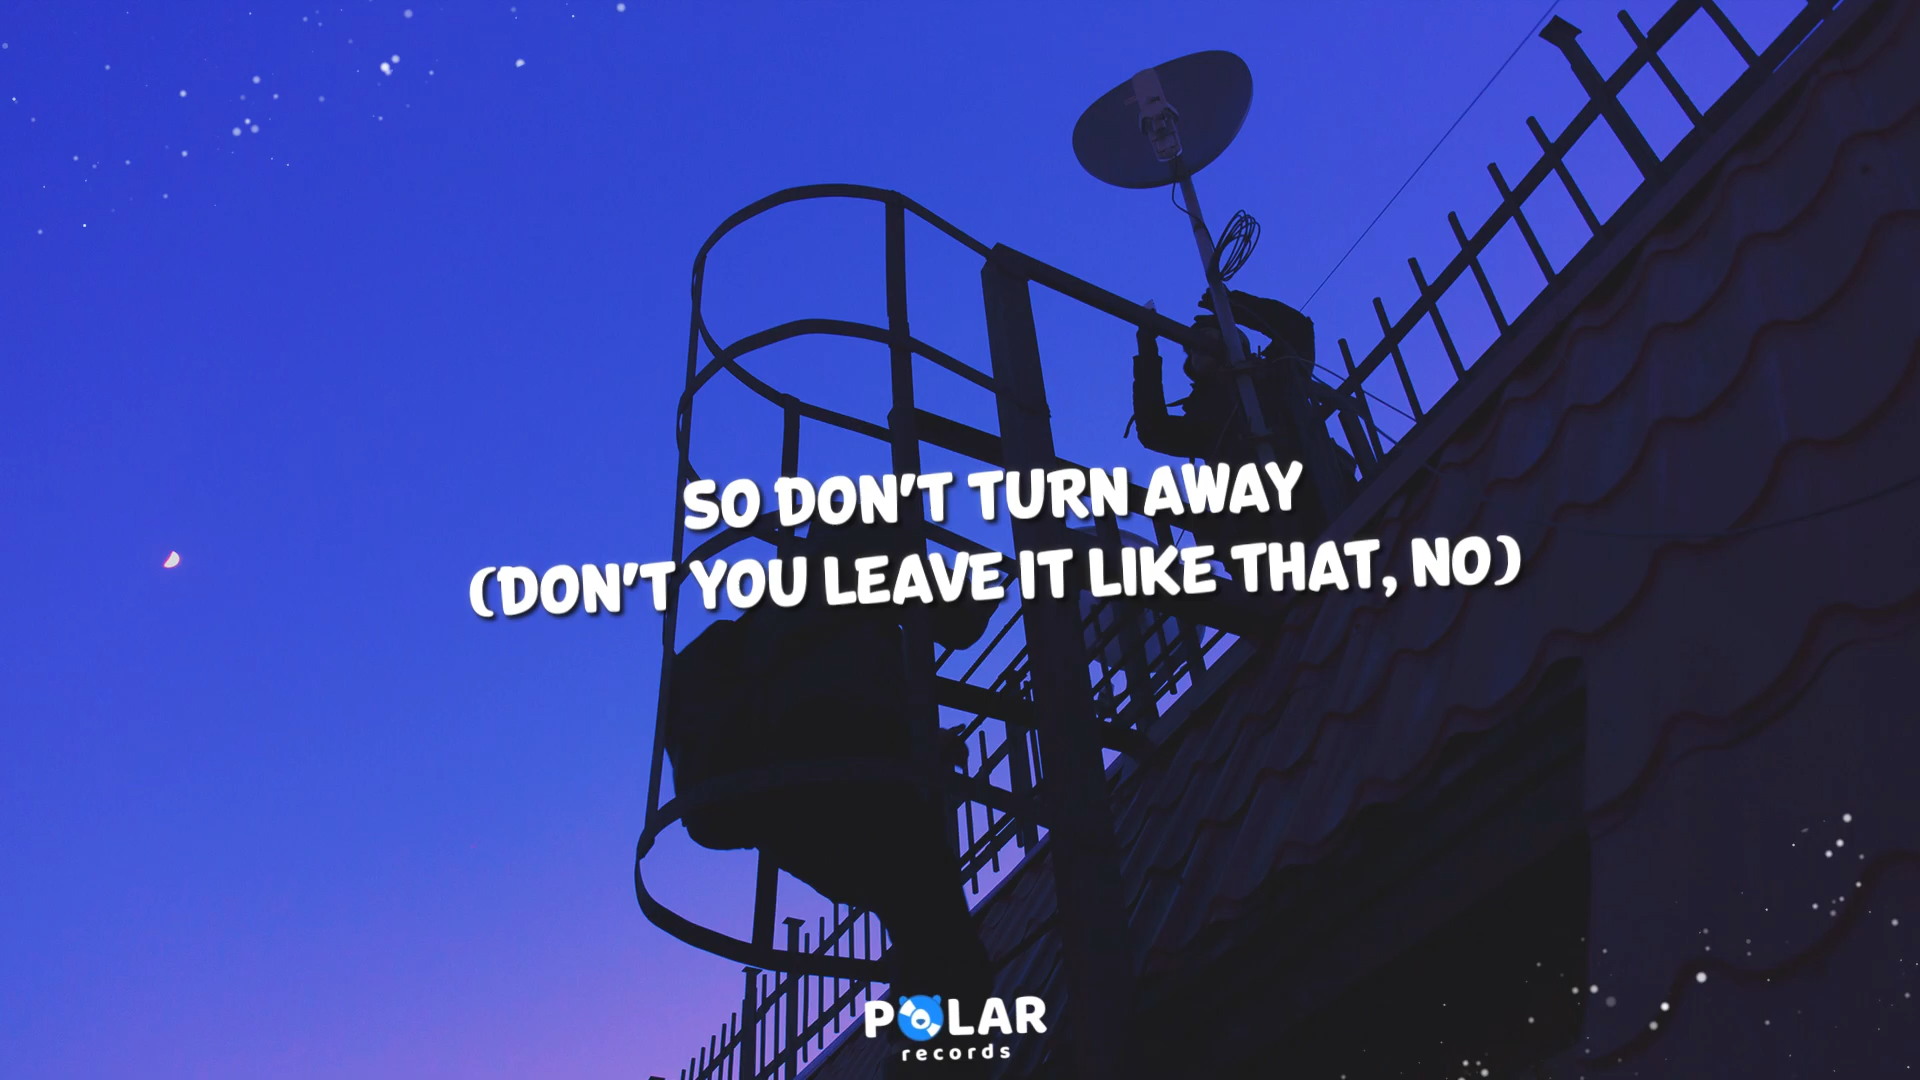 SO DON'T TURN AWAY
(DON'T YOU LEAVE IT LIKE THAT, NO)
POLAR
records